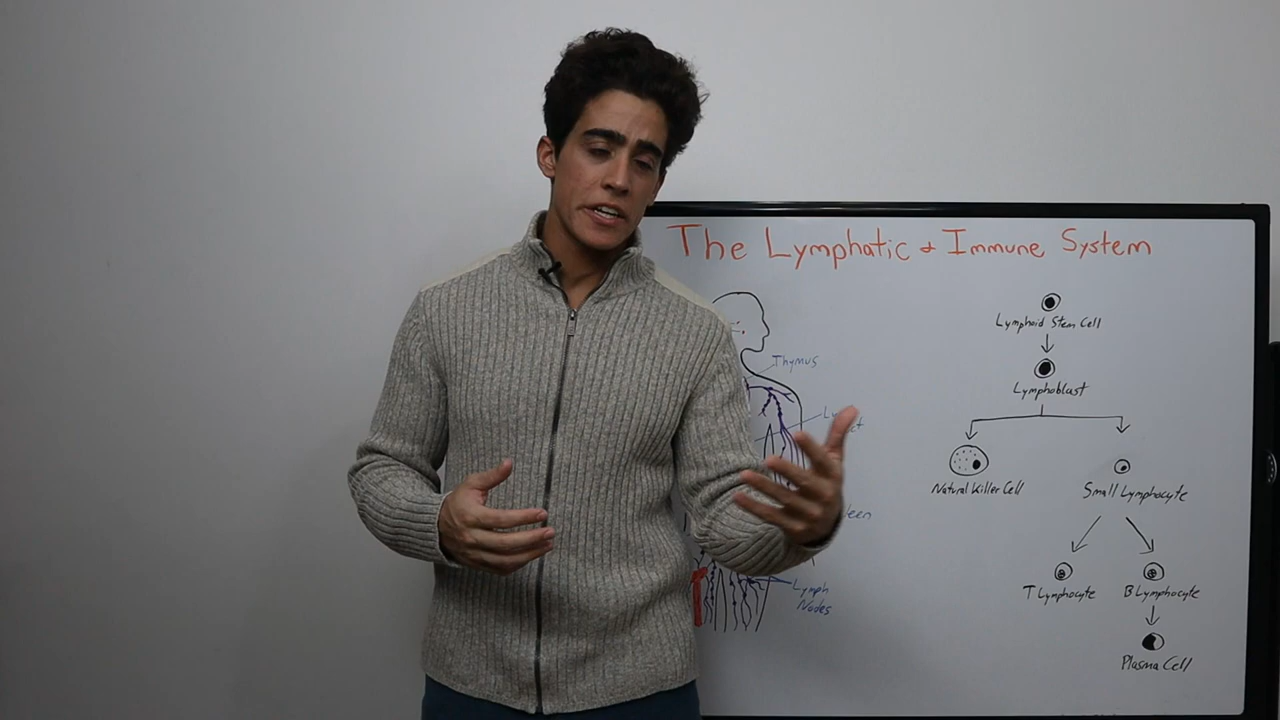 The Lymphatic & Immune System
Thymus
Lymph
Nodes
Lymphoid Stem Cell
Lymphoblast
Natural Killer Cell
Small Lymphocyte
T Lymphocyte
B Lymphocyte
Plasma Cell